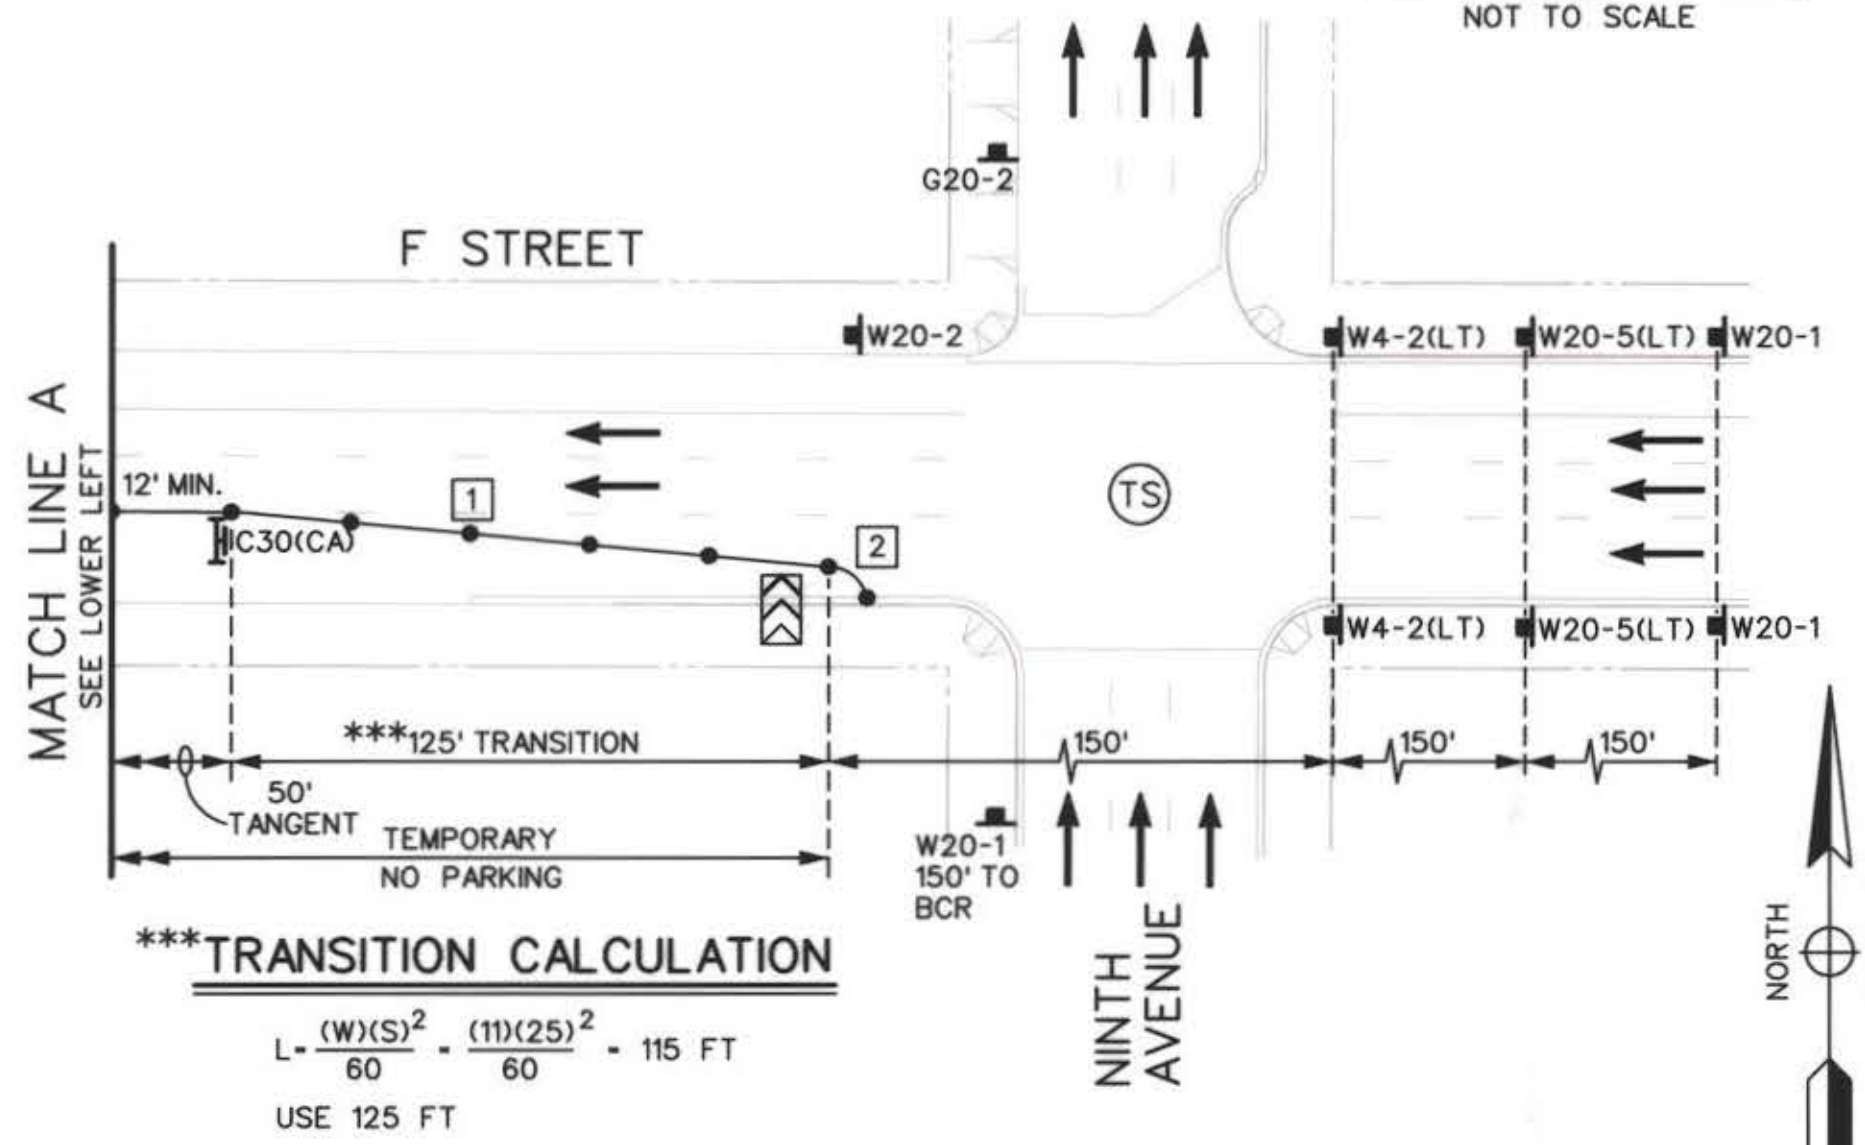 NOT TO SCALE
G20-2
F STREET
W20-2
W4-2(LT)
W20-5(LT)
W20-1
MATCH LINE A
SEE LOWER LEFT
12' MIN.
1
TS
C30(CA)
2
W4-2(LT)
W20-5(LT)
W20-1
***125' TRANSITION
150'
150'
150'
50'
TANGENT
TEMPORARY
NO PARKING
W20-1
150' TO
BCR
NINTH
AVENUE
NORTH
***TRANSITION CALCULATION
L- (W)(S)²/60 - (11)(25)²/60 - 115 FT
USE 125 FT